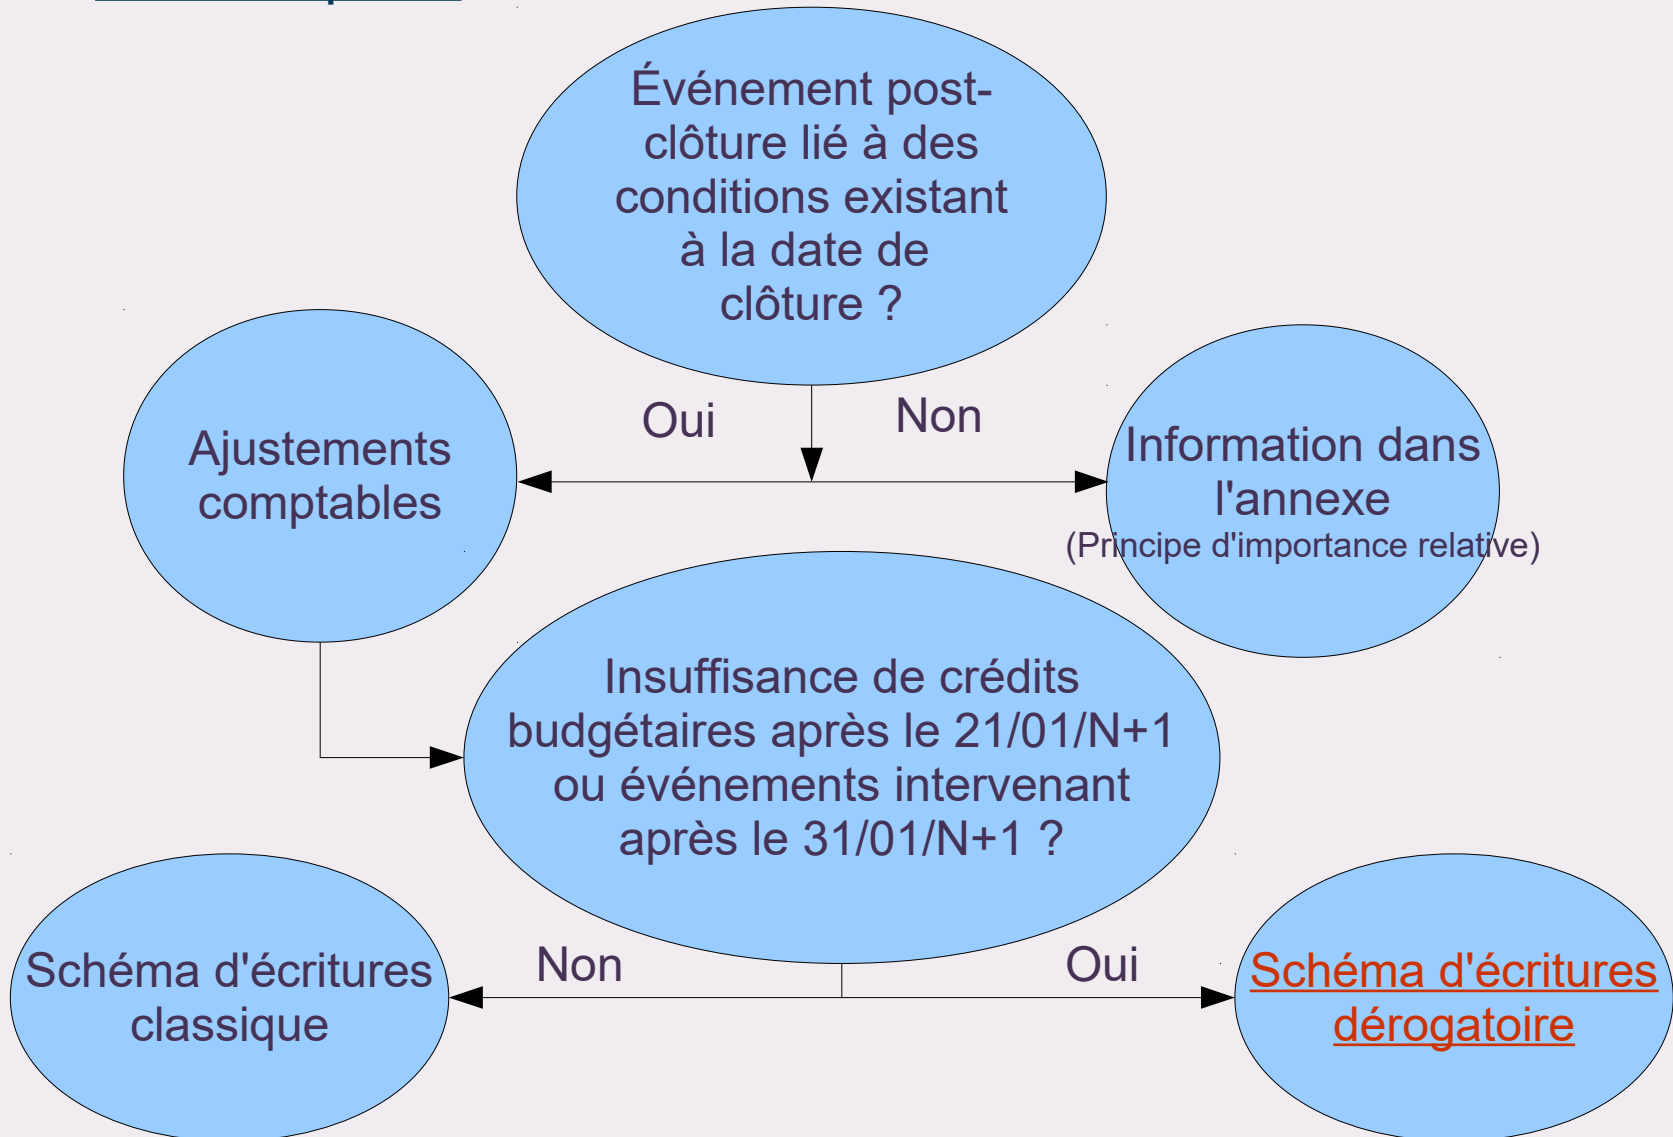 Événement post-
clôture lié à des
conditions existant
à la date de
clôture ?
Oui
Non
Ajustements
comptables
Information dans
l'annexe
(Principe d'importance relative)
Insuffisance de crédits
budgétaires après le 21/01/N+1
ou événements intervenant
après le 31/01/N+1 ?
Non
Oui
Schéma d'écritures
classique
Schéma d'écritures
dérogatoire